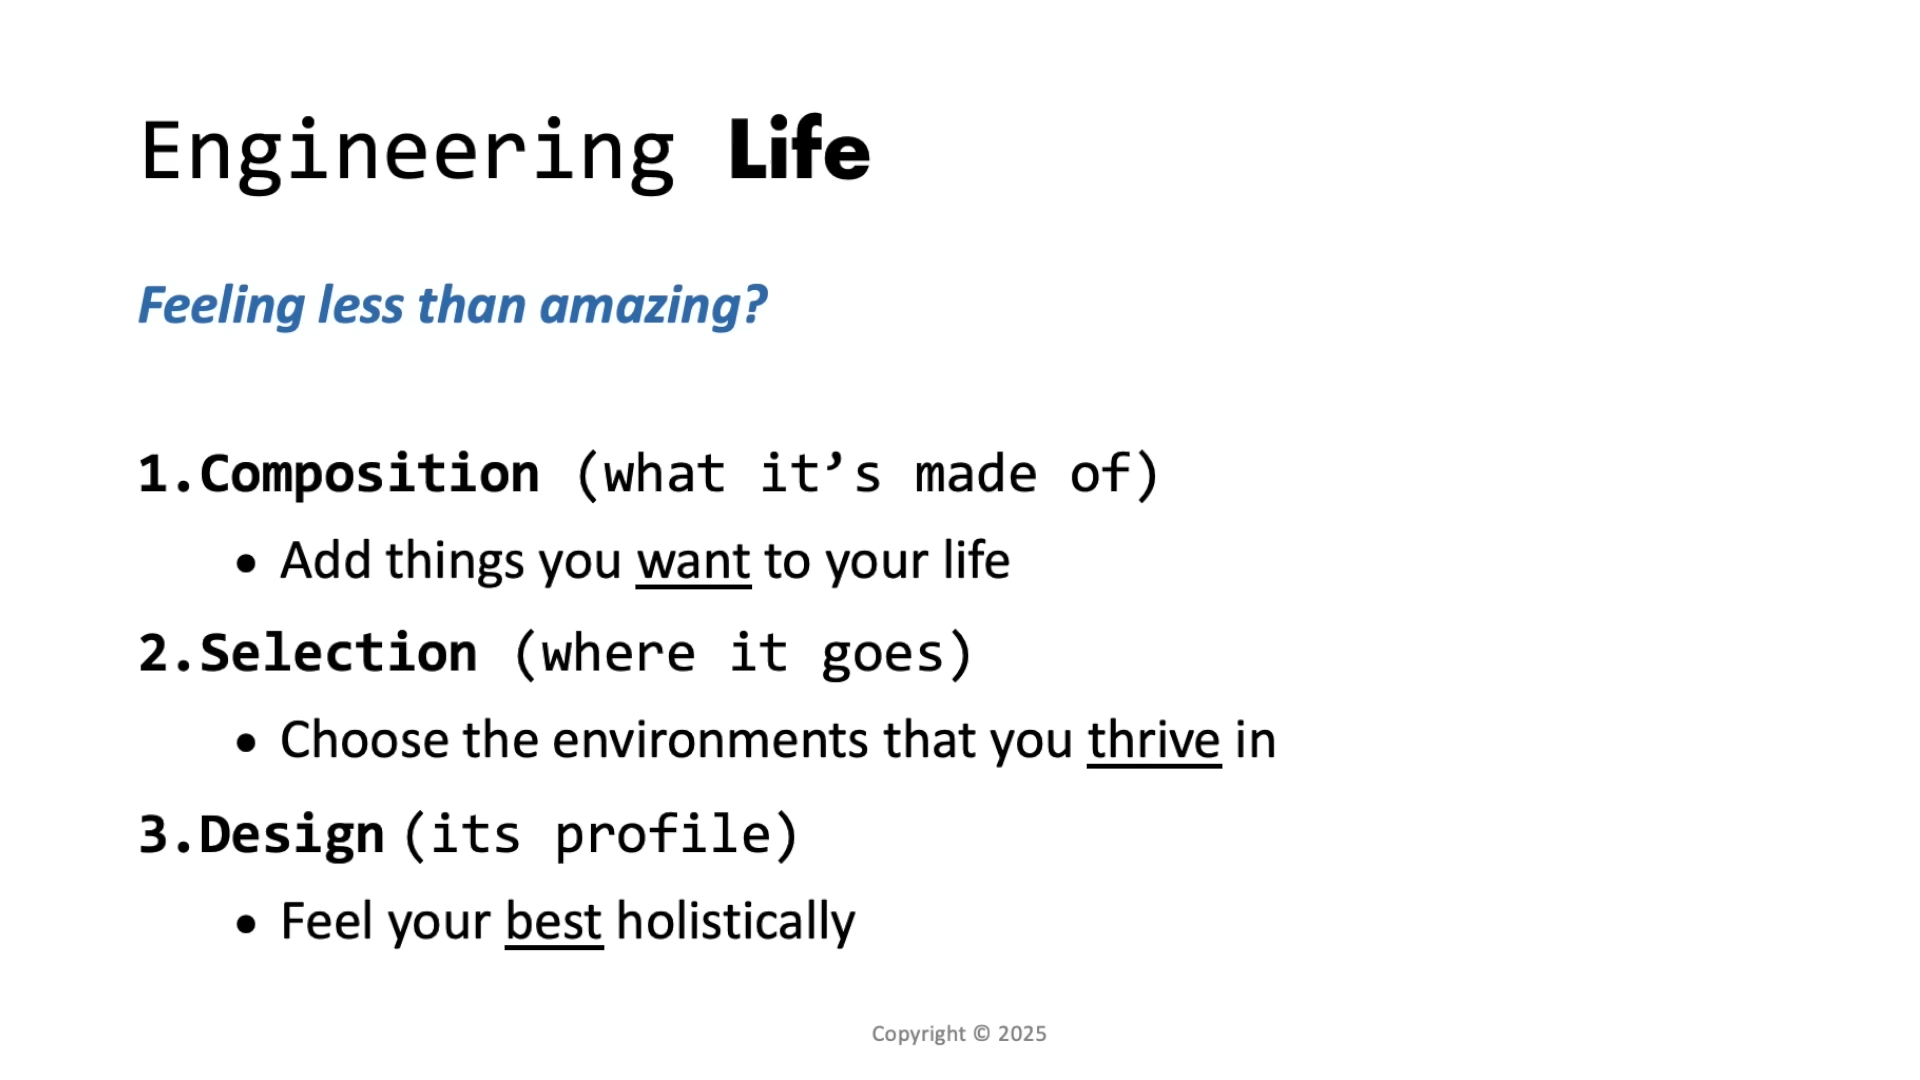 Engineering Life
Feeling less than amazing?
1.Composition (what it’s made of)
• Add things you want to your life
2.Selection (where it goes)
• Choose the environments that you thrive in
3.Design (its profile)
• Feel your best holistically
Copyright © 2025